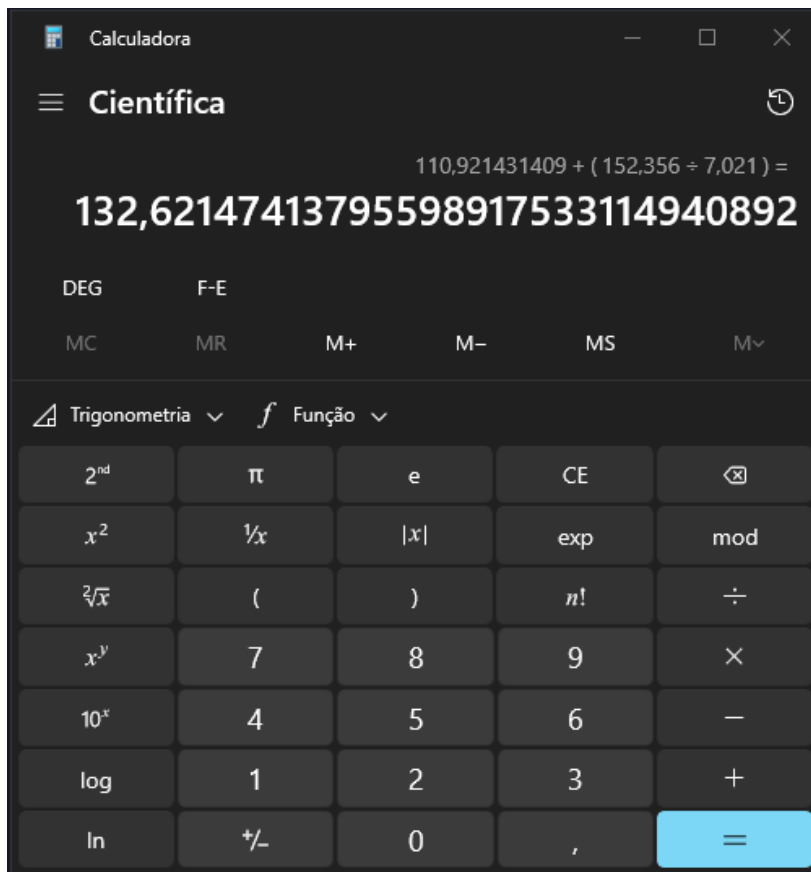 Calculadora
Científica
110,921431409 + ( 152,356 ÷ 7,021 ) =
132,62147413795598917533114940892
DEG F-E
MC MR M+ M− MS M
Trigonometria f Função
2ⁿᵈ π e CE
x² ¹/x |x| exp mod
²√x ( ) n! ÷
xʸ 7 8 9 ×
10ˣ 4 5 6 −
log 1 2 3 +
ln +/− 0 , =